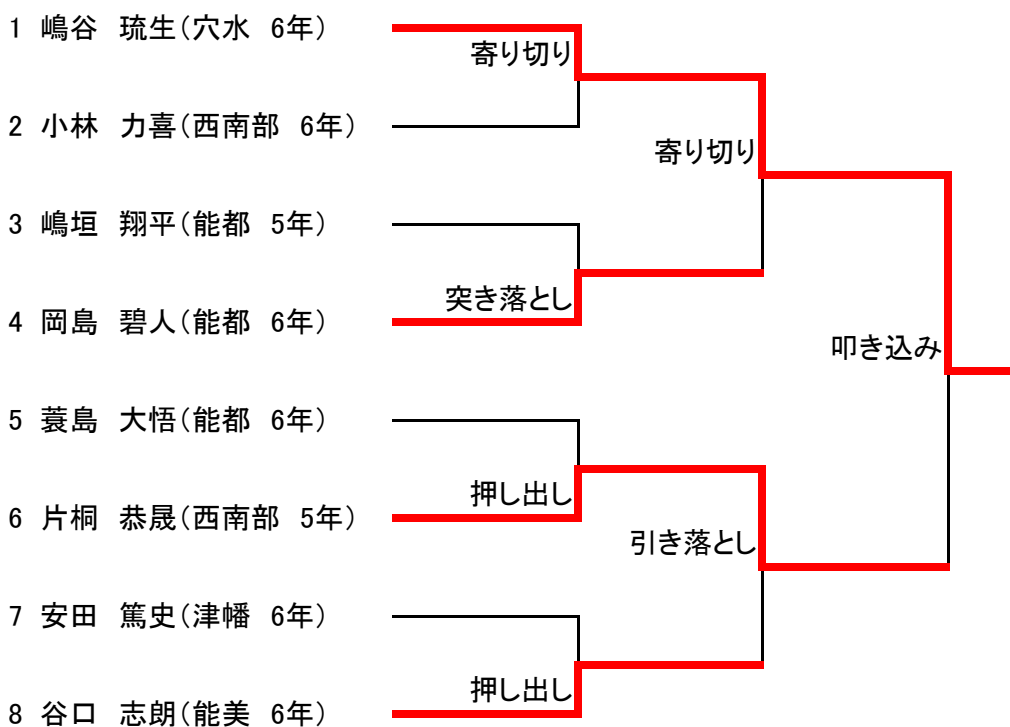 1 嶋谷 琉生(穴水 6年)
寄り切り
2 小林 力喜(西南部 6年)
寄り切り
3 嶋垣 翔平(能都 5年)
突き落とし
4 岡島 碧人(能都 6年)
叩き込み
5 蓑島 大悟(能都 6年)
押し出し
6 片桐 恭晟(西南部 5年)
引き落とし
7 安田 篤史(津幡 6年)
押し出し
8 谷口 志朗(能美 6年)